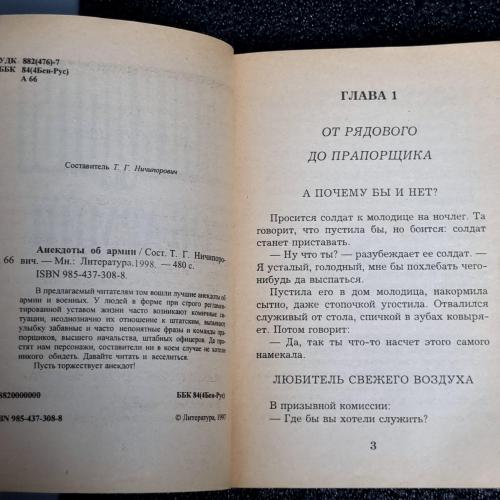 УДК 882(476)-7
ББК 84(4Беи-Рус)
А 66
Составитель Т. Г. Ничипорович
Анекдоты об армии / Сост. Т. Г. Ничипоро-
66 вич. — Мн.: Литература.1998. — 480 с.
ISBN 985-437-308-8.
В предлагаемый читателям том вошли лучшие анекдоты об
армии и военных. У людей в форме при строго регламен-
тированной уставом жизни часто возникают комичные си-
туации, неоднозначно их отношение к штатским, вызывают
улыбку забавные и часто непонятные фразы и команды пра-
порщиков, высшего начальства, штабных офицеров. Да про-
стят нам персонажи, составители ни в коем случае не хотели
никого обидеть. Давайте читать и веселиться.
Пусть торжествует анекдот!
8820000000
ББК 84(4Беи-Рус)
BN 985-437-308-8
© Литература, 1997
ГЛАВА 1
ОТ РЯДОВОГО
ДО ПРАПОРЩИКА
А ПОЧЕМУ БЫ И НЕТ?
Просится солдат к молодице на ночлег. Та
говорит, что пустила бы, но боится: солдат
станет приставать.
— Ну что ты? — разубеждает ее солдат. —
Я усталый, голодный, мне бы похлебать чего-
нибудь да выспаться.
Пустила его в дом молодица, накормила
сытно, даже стопочкой угостила. Отвалился
служивый от стола, спичкой в зубах ковыря-
ет. Потом говорит:
— Да, так ты что-то насчет этого самого
намекала.
ЛЮБИТЕЛЬ СВЕЖЕГО ВОЗДУХА
В призывной комиссии:
— Где бы вы хотели служить?
3